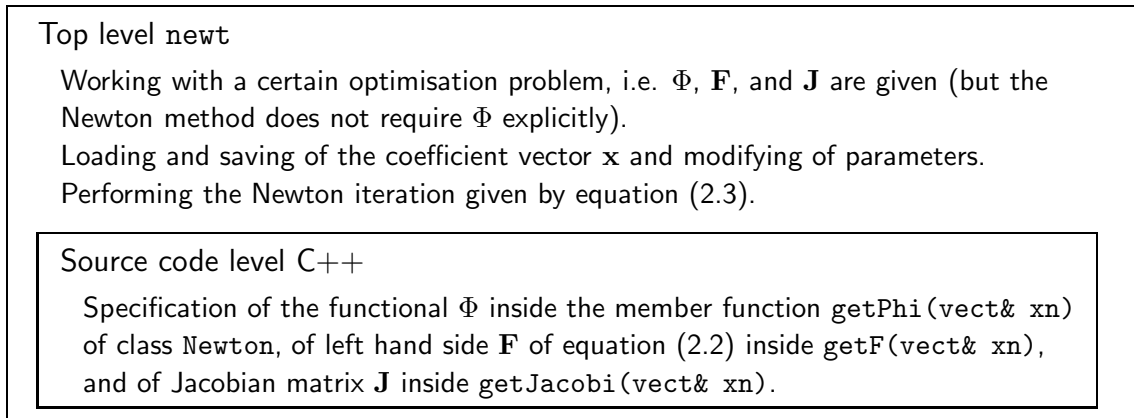 Top level newt
Working with a certain optimisation problem, i.e. Φ, F, and J are given (but the
Newton method does not require Φ explicitly).
Loading and saving of the coefficient vector x and modifying of parameters.
Performing the Newton iteration given by equation (2.3).
Source code level C++
Specification of the functional Φ inside the member function getPhi(vect& xn)
of class Newton, of left hand side F of equation (2.2) inside getF(vect& xn),
and of Jacobian matrix J inside getJacobi(vect& xn).